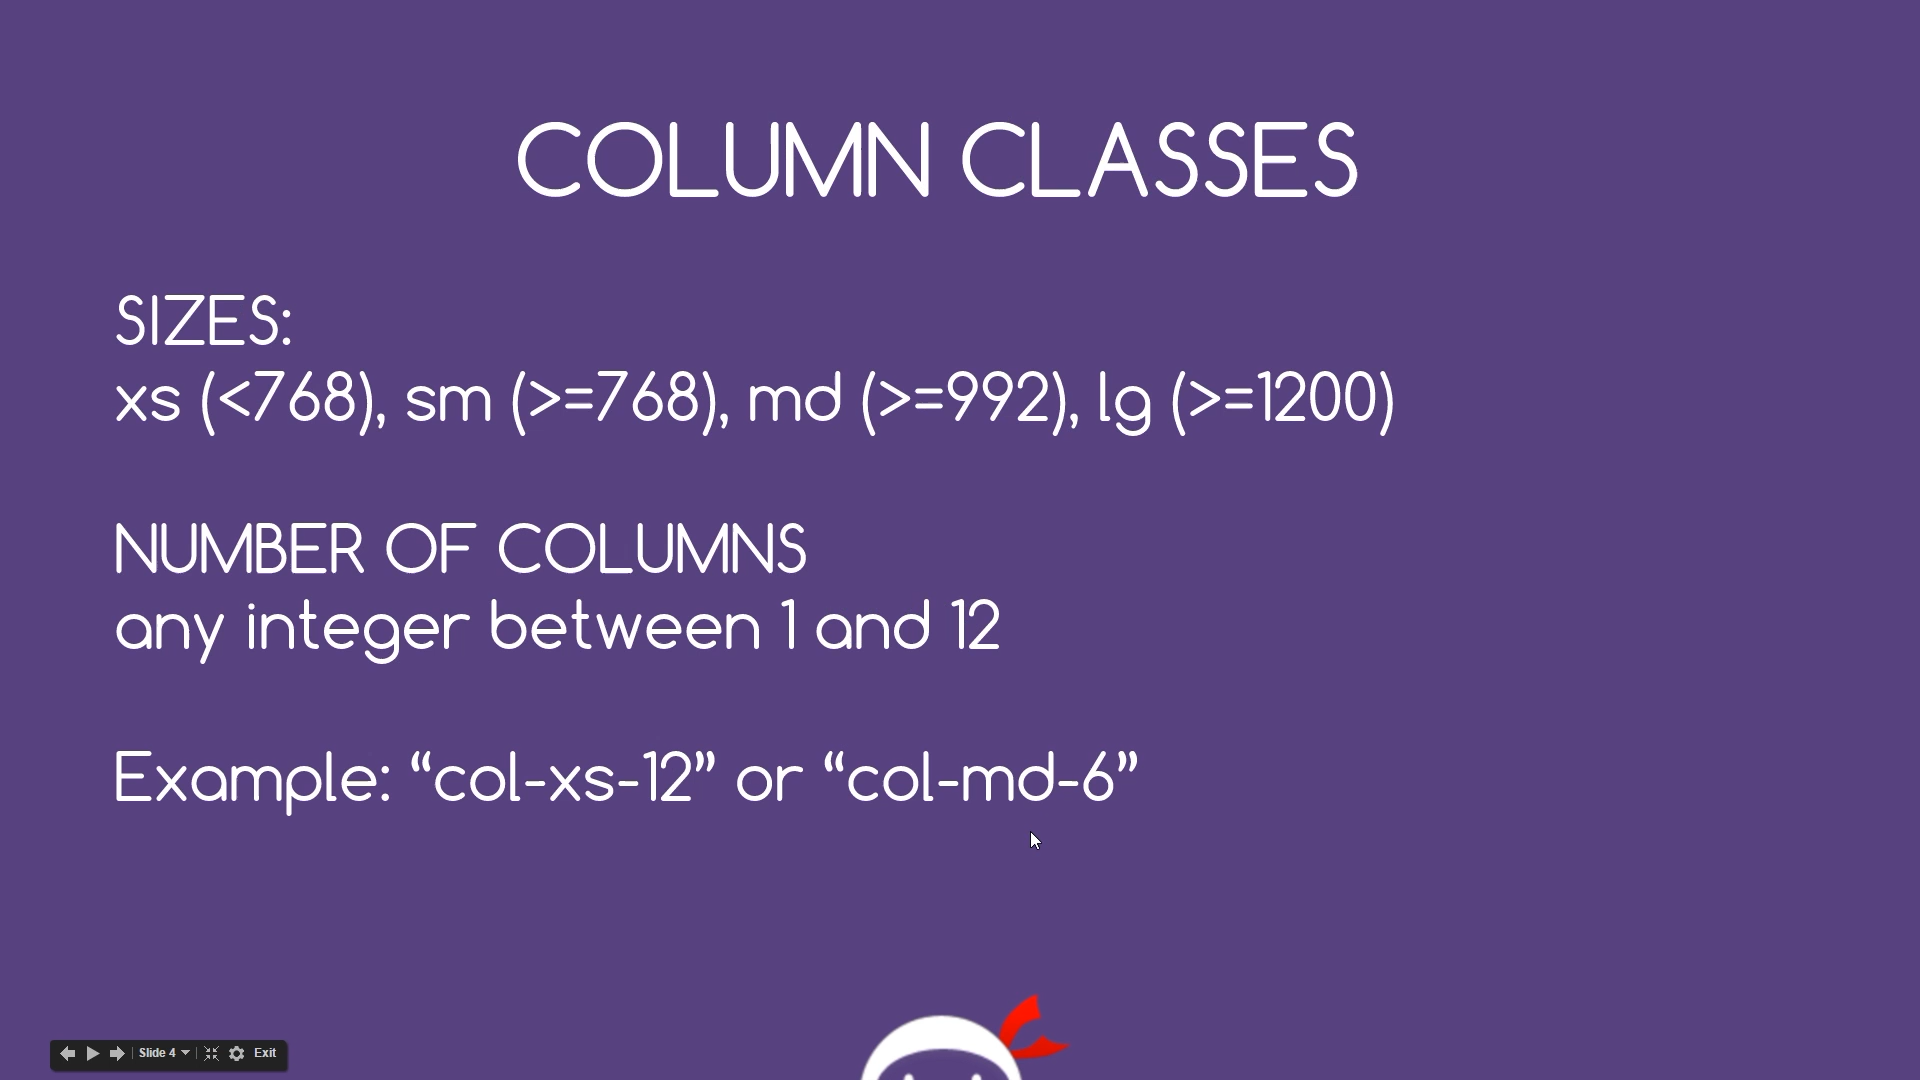 COLUMN CLASSES
SIZES:
xs (<768), sm (>=768), md (>=992), lg (>=1200)
NUMBER OF COLUMNS
any integer between 1 and 12
Example: “col-xs-12” or “col-md-6”
Slide 4 Exit